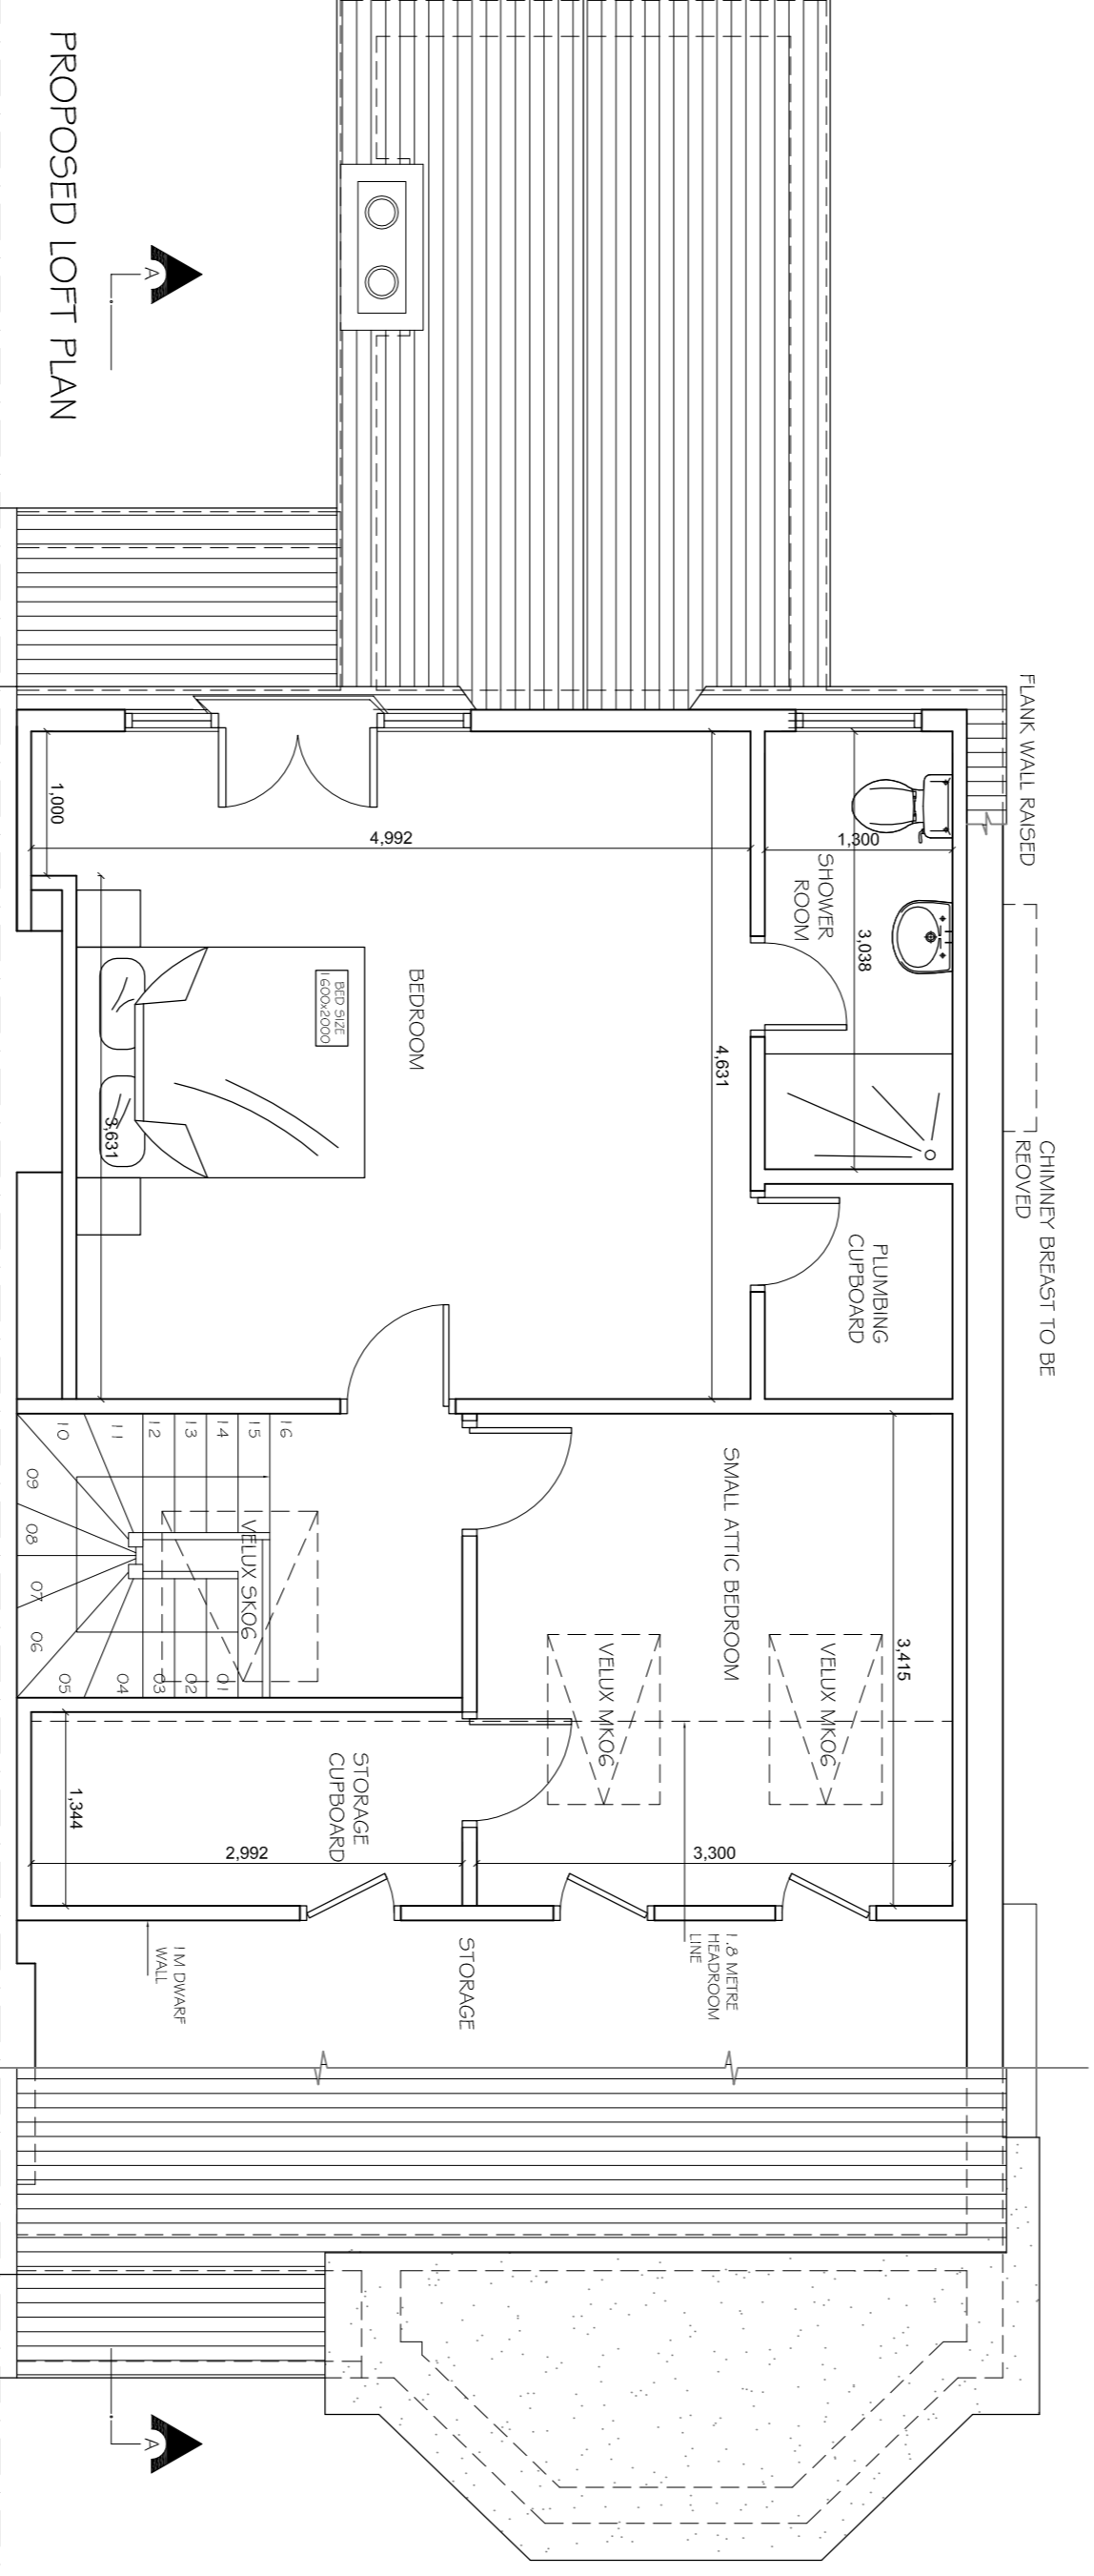 FLANK WALL RAISED
CHIMNEY BREAST TO BE
REOVED
1,300
3,038
SHOWER
ROOM
PLUMBING
CUPBOARD
3,415
4,631
SMALL ATTIC BEDROOM
VELUX MK06
VELUX MK06
3,300
1.8 METRE
HEADROOM
LINE
4,992
BEDROOM
BED SIZE
1600x2000
1,000
3,631
16
15
14
13
12
11
10
09
08
07
06
05
04
03
02
01
VELUX SK06
STORAGE
CUPBOARD
2,992
1,344
STORAGE
1M DWARF
WALL
A
A
PROPOSED LOFT PLAN